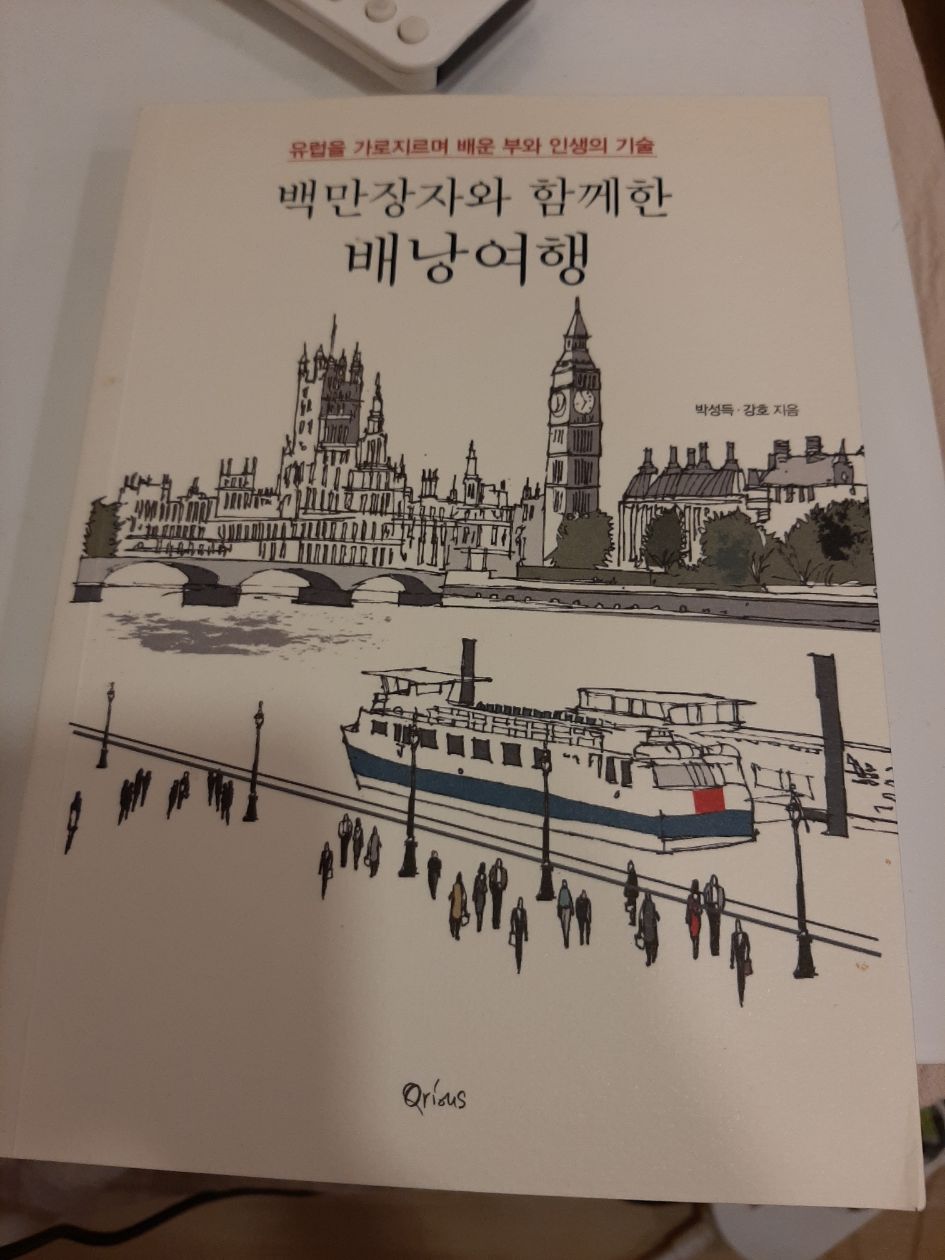 유럽을 가로지르며 배운 부와 인생의 기술
백만장자와 함께한
배낭여행
박성득·강호 지음
Qrious